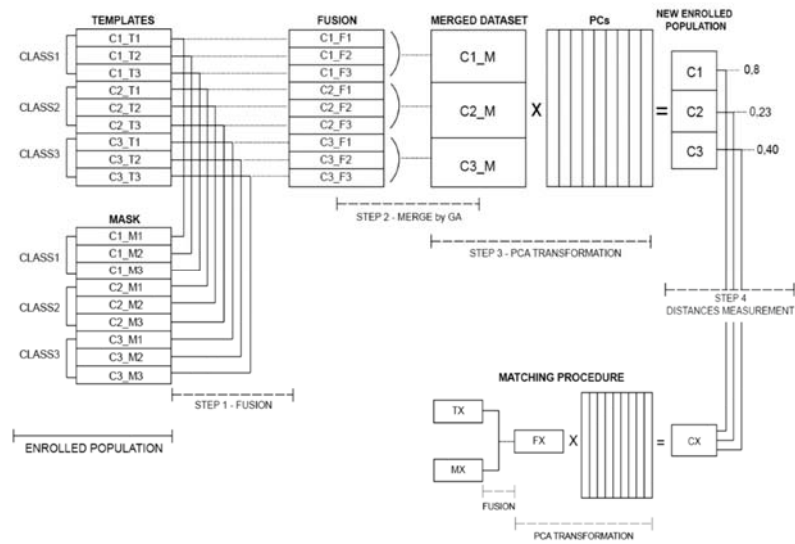 TEMPLATES
C1_T1
C1_T2
C1_T3
C2_T1
C2_T2
C2_T3
C3_T1
C3_T2
C3_T3
CLASS1
CLASS2
CLASS3
MASK
C1_M1
C1_M2
C1_M3
C2_M1
C2_M2
C2_M3
C3_M1
C3_M2
C3_M3
CLASS1
CLASS2
CLASS3
ENROLLED POPULATION
STEP 1 - FUSION
FUSION
C1_F1
C1_F2
C1_F3
C2_F1
C2_F2
C2_F3
C3_F1
C3_F2
C3_F3
STEP 2 - MERGE by GA
MERGED DATASET
C1_M
C2_M
C3_M
X
PCs
=
STEP 3 - PCA TRANSFORMATION
NEW ENROLLED
POPULATION
C1
C2
C3
0,8
0,23
0,40
STEP 4
DISTANCES MEASUREMENT
MATCHING PROCEDURE
TX
MX
FX
X
=
CX
FUSION
PCA TRANSFORMATION